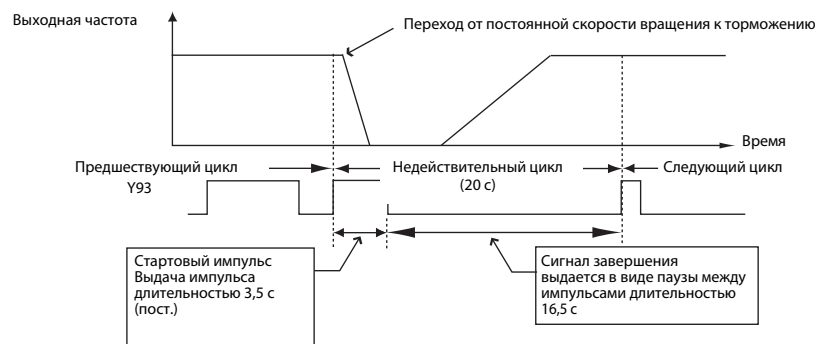 Выходная частота
Переход от постоянной скорости вращения к торможению
Время
Предшествующий цикл
Недействительный цикл
(20 с)
Следующий цикл
Y93
Стартовый импульс
Выдача импульса
длительностью 3,5 с
(пост.)
Сигнал завершения
выдается в виде паузы между
импульсами длительностью
16,5 с